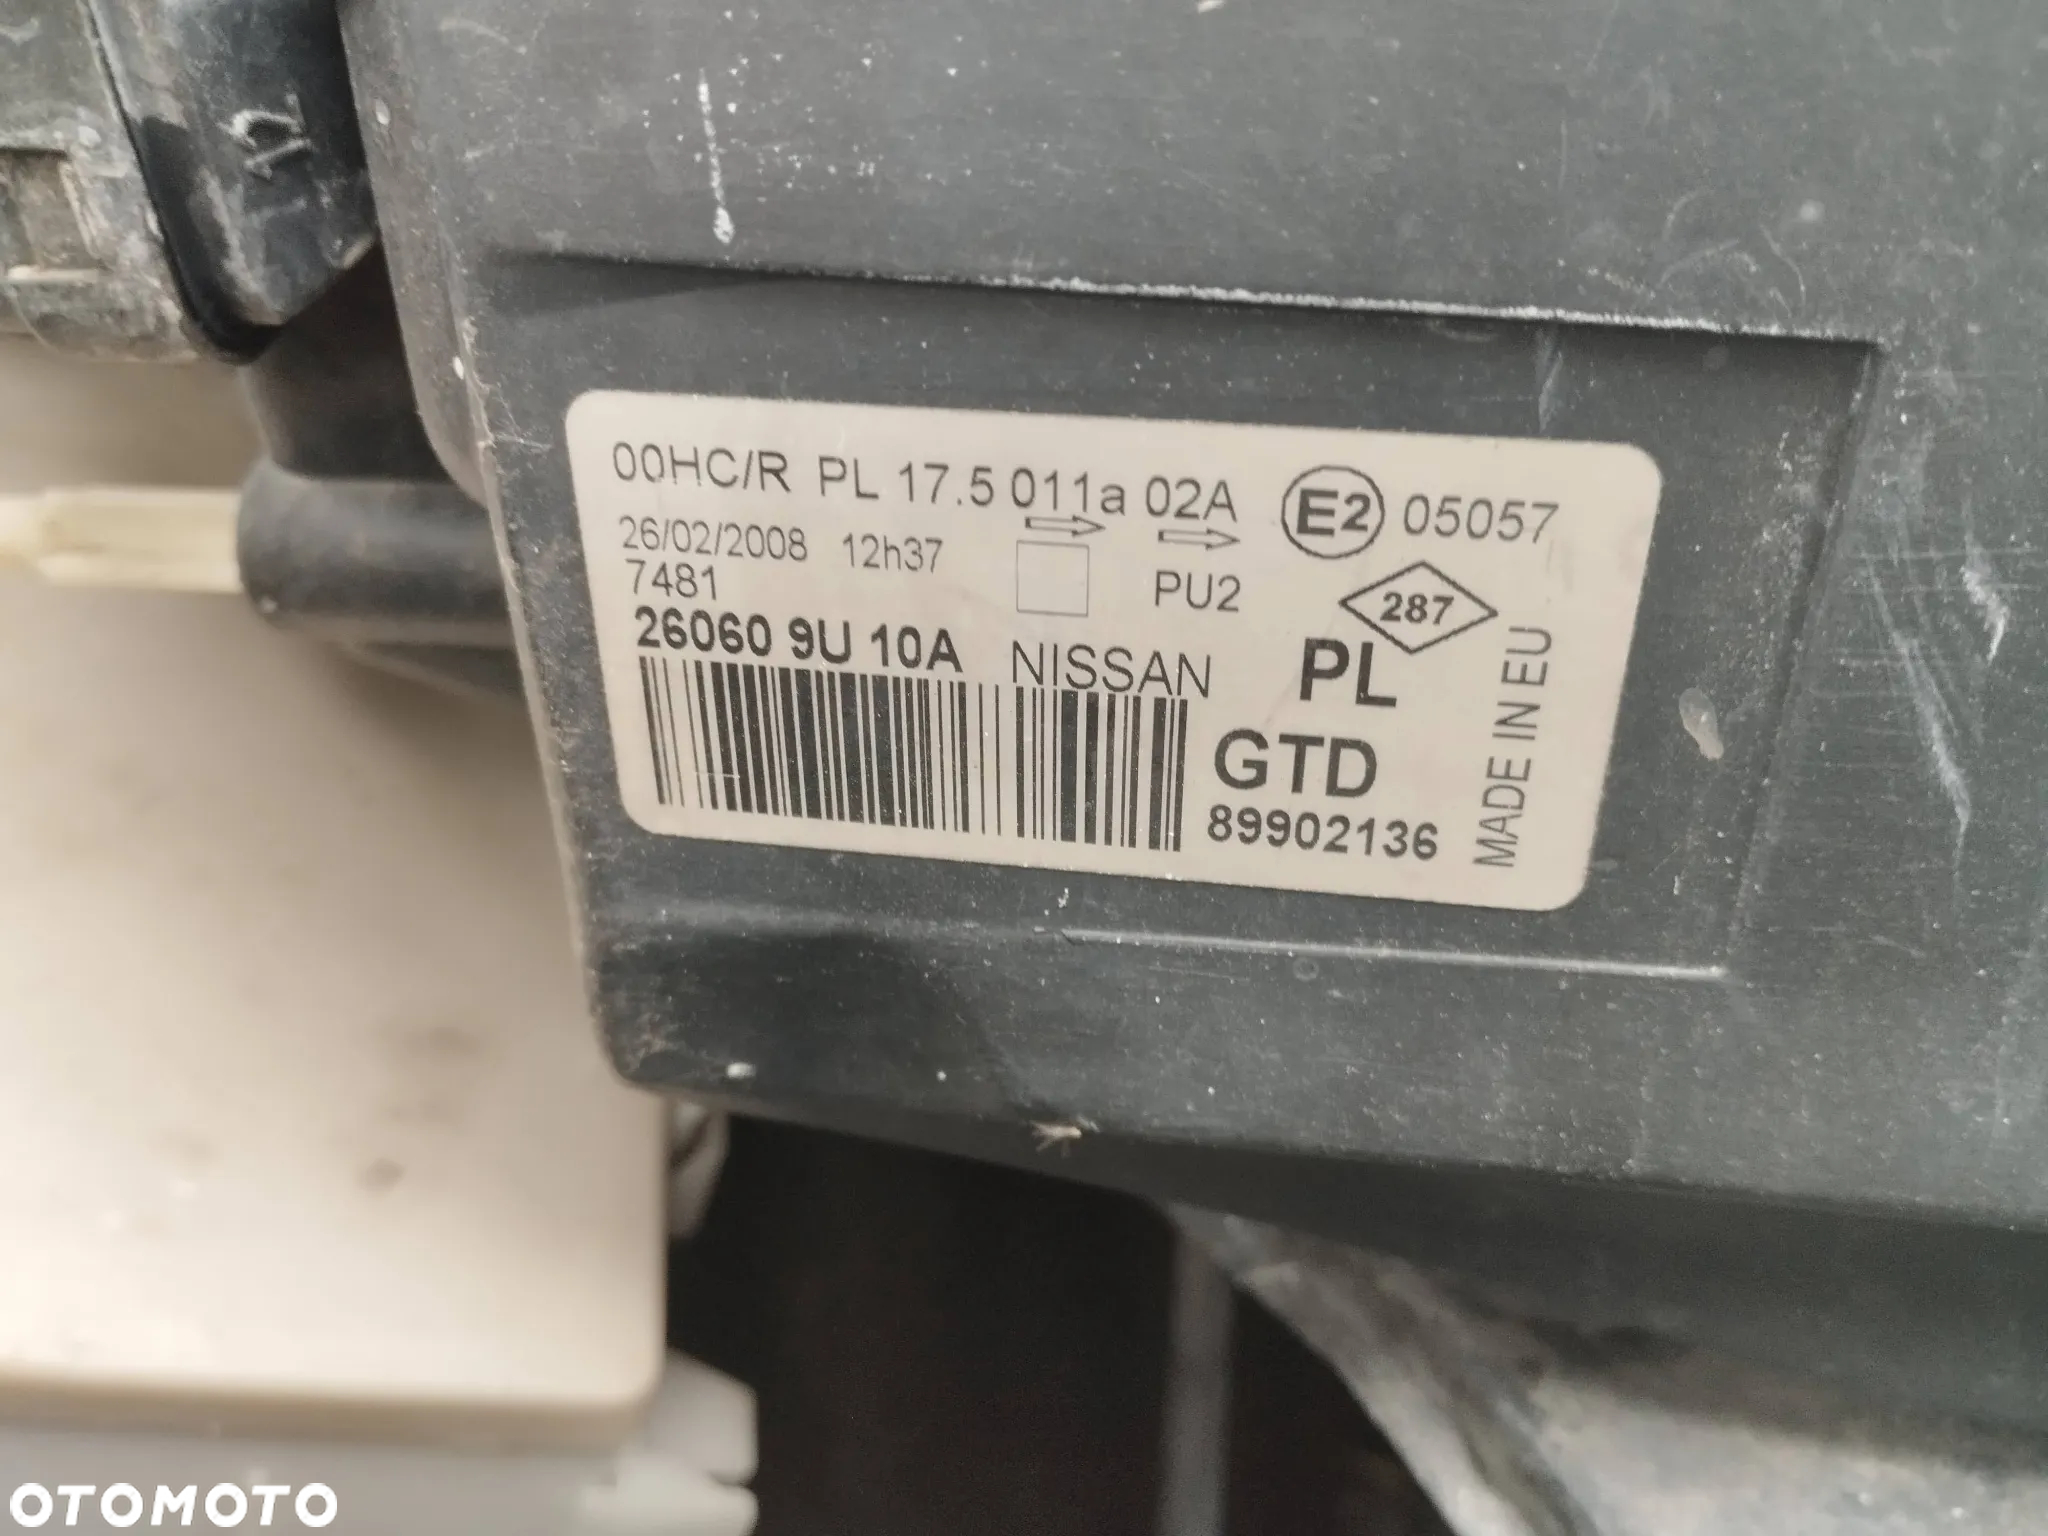 00HC/R PL 17.5 011a 02A E2 05057
26/02/2008 12h37
7481 PU2 287
26060 9U 10A NISSAN PL
GTD
89902136
MADE IN EU
OTOMOTO